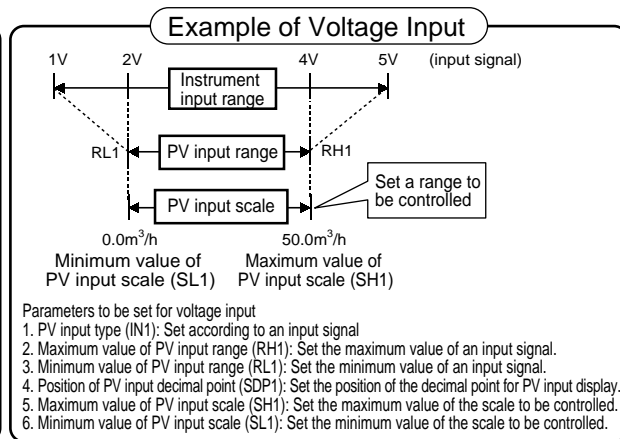 Example of Voltage Input
1V 2V 4V 5V (input signal)
Instrument
input range
RL1 PV input range RH1
PV input scale
Set a range to
be controlled
0.0m³/h 50.0m³/h
Minimum value of Maximum value of
PV input scale (SL1) PV input scale (SH1)
Parameters to be set for voltage input
1. PV input type (IN1): Set according to an input signal
2. Maximum value of PV input range (RH1): Set the maximum value of an input signal.
3. Minimum value of PV input range (RL1): Set the minimum value of an input signal.
4. Position of PV input decimal point (SDP1): Set the position of the decimal point for PV input display.
5. Maximum value of PV input scale (SH1): Set the maximum value of the scale to be controlled.
6. Minimum value of PV input scale (SL1): Set the minimum value of the scale to be controlled.